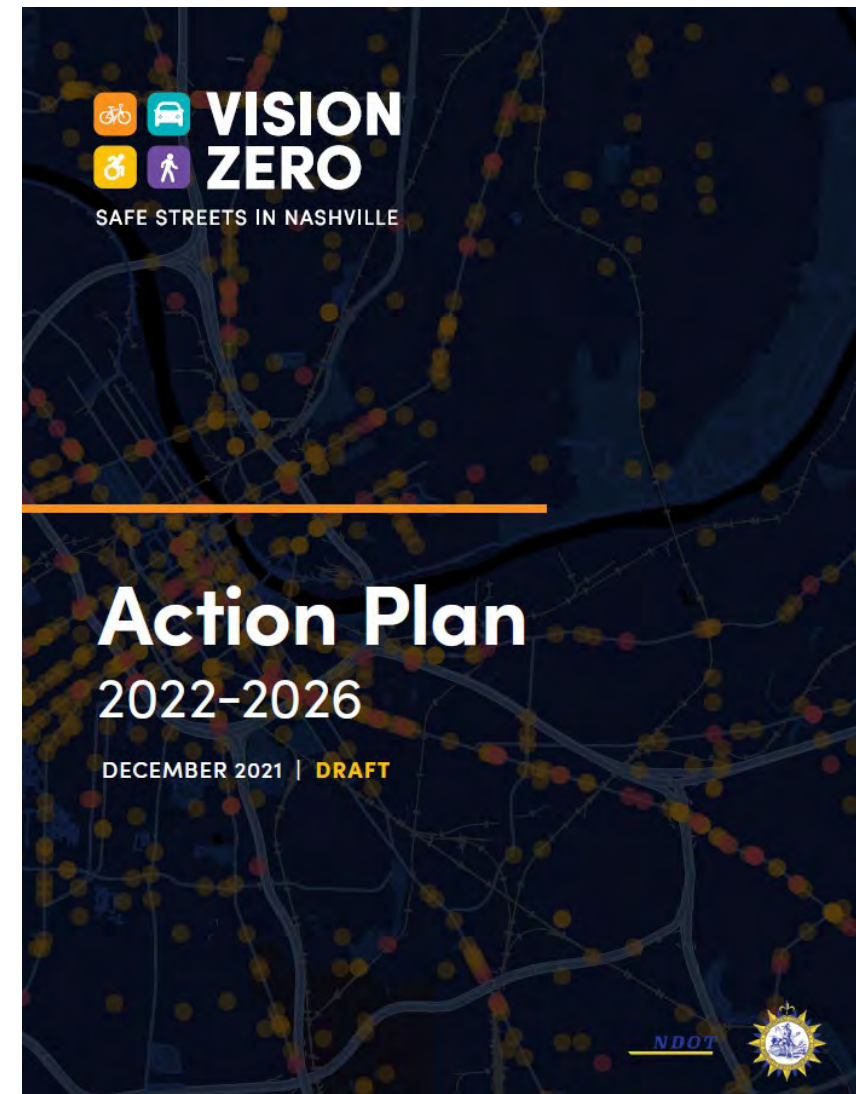 VISION
ZERO
SAFE STREETS IN NASHVILLE
Action Plan
2022-2026
DECEMBER 2021 | DRAFT
NDOT